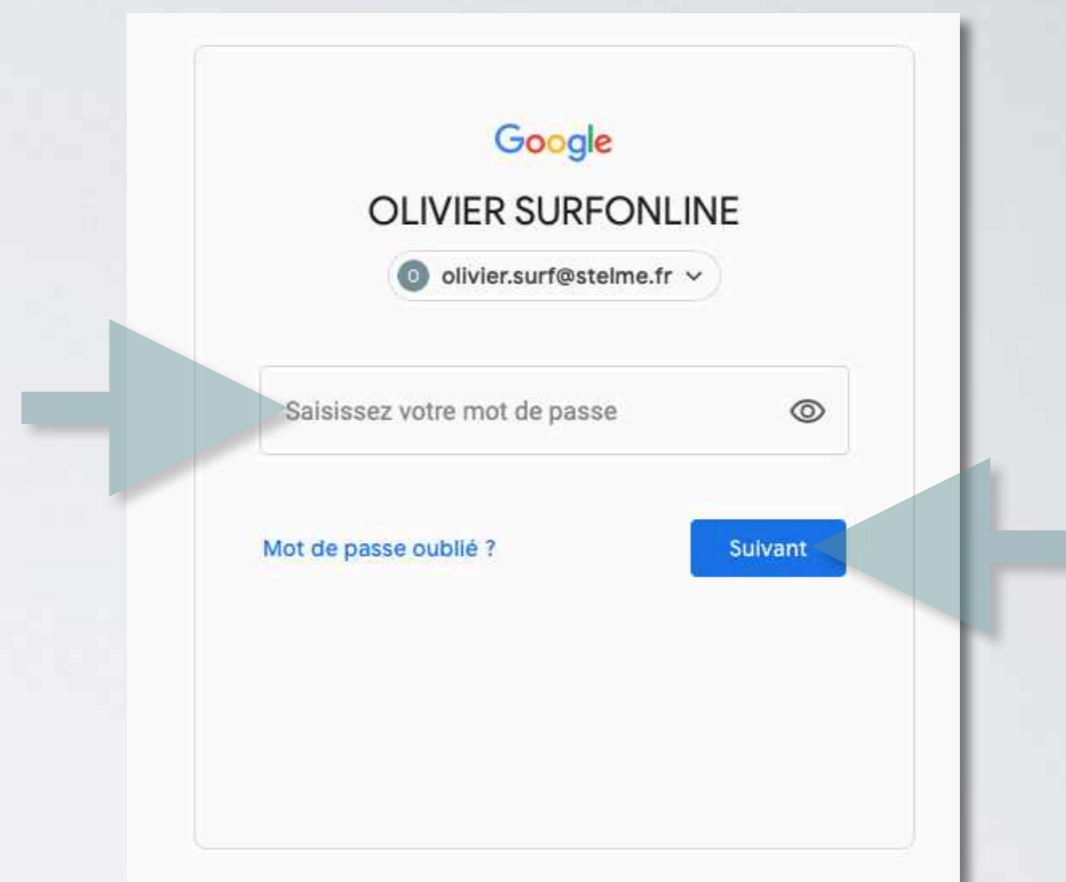 Google
OLIVIER SURFONLINE
O olivier.surf@stelme.fr
Saisissez votre mot de passe
Mot de passe oublié ?
Suivant